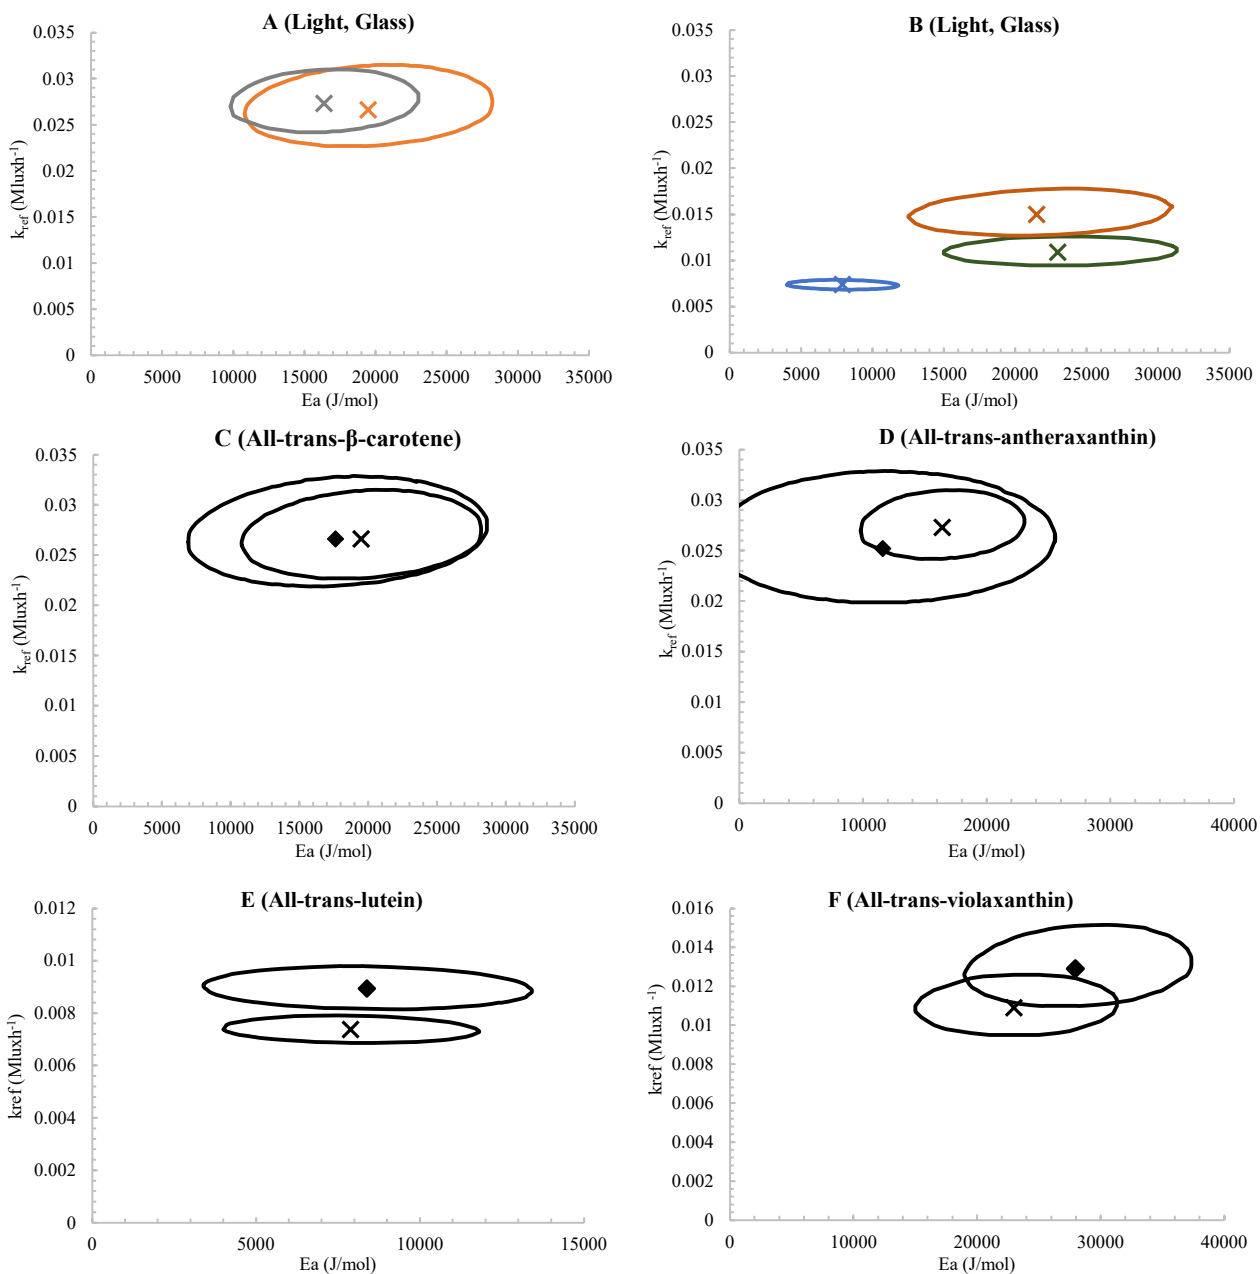 A (Light, Glass)
0.035
0.03
0.025
0.02
0.015
0.01
0.005
0
kref (Mluxh-1)
0 5000 10000 15000 20000 25000 30000 35000
Ea (J/mol)
B (Light, Glass)
0.035
0.03
0.025
0.02
0.015
0.01
0.005
0
kref (Mluxh-1)
0 5000 10000 15000 20000 25000 30000 35000
Ea (J/mol)
C (All-trans-β-carotene)
0.035
0.03
0.025
0.02
0.015
0.01
0.005
0
kref (Mluxh-1)
0 5000 10000 15000 20000 25000 30000 35000
Ea (J/mol)
D (All-trans-antheraxanthin)
0.035
0.03
0.025
0.02
0.015
0.01
0.005
0
kref (Mluxh-1)
0 10000 20000 30000 40000
Ea (J/mol)
E (All-trans-lutein)
0.012
0.01
0.008
0.006
0.004
0.002
0
kref (Mluxh-1)
0 5000 10000 15000
Ea (J/mol)
F (All-trans-violaxanthin)
0.016
0.014
0.012
0.01
0.008
0.006
0.004
0.002
0
kref (Mluxh -1)
0 10000 20000 30000 40000
Ea (J/mol)